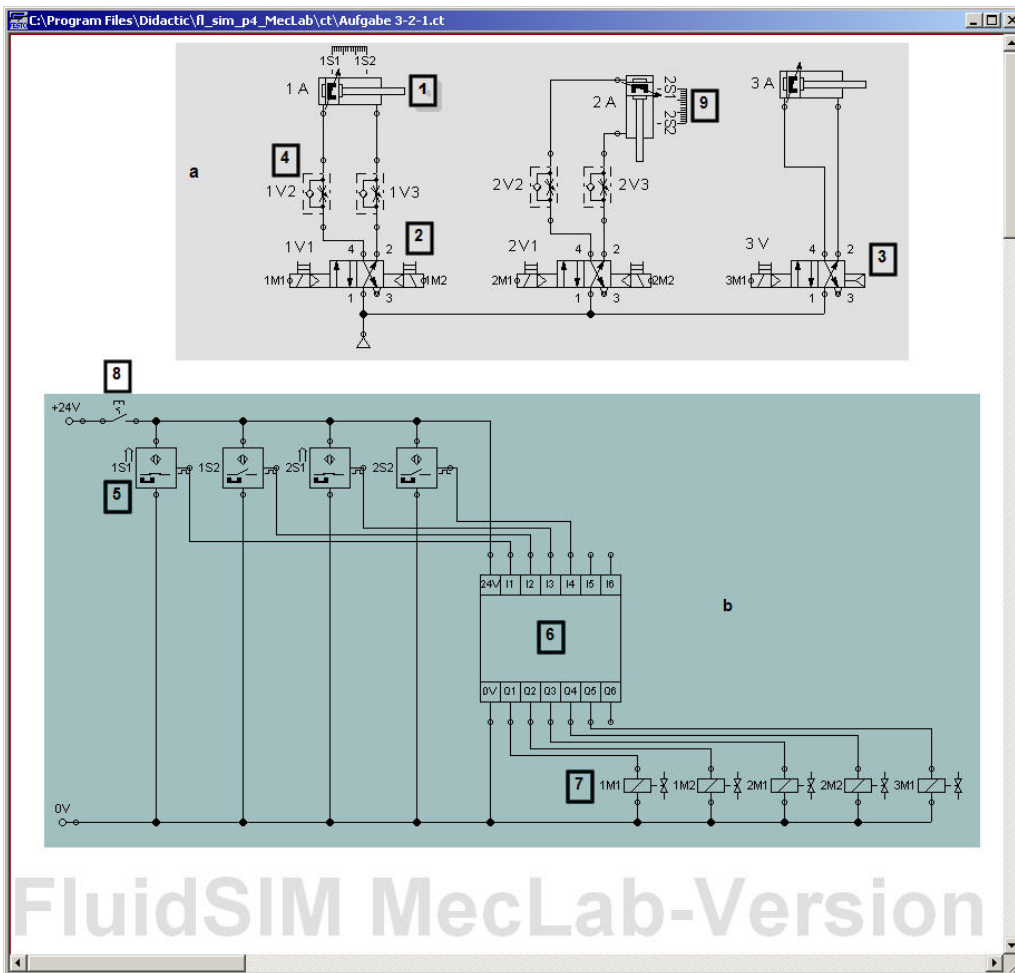 C:\Program Files\Didactic\fl_sim_p4_MecLab\ct\Aufgabe 3-2-1.ct
1S1 1S2
1 A
1
2 A
2S1
2S2
9
3 A
a
4
1V2
1V3
2V2
2V3
1V1
4 2
2
2V1
4 2
3V
4 2
3
1M1
1M2
2M1
2M2
3M1
1 3
1 3
1 3
8
+24V
1S1
1S2
2S1
2S2
5
24V I1 I2 I3 I4 I5 I6
6
b
0V Q1 Q2 Q3 Q4 Q5 Q6
7
1M1
1M2
2M1
2M2
3M1
0V
FluidSIM MecLab-Version